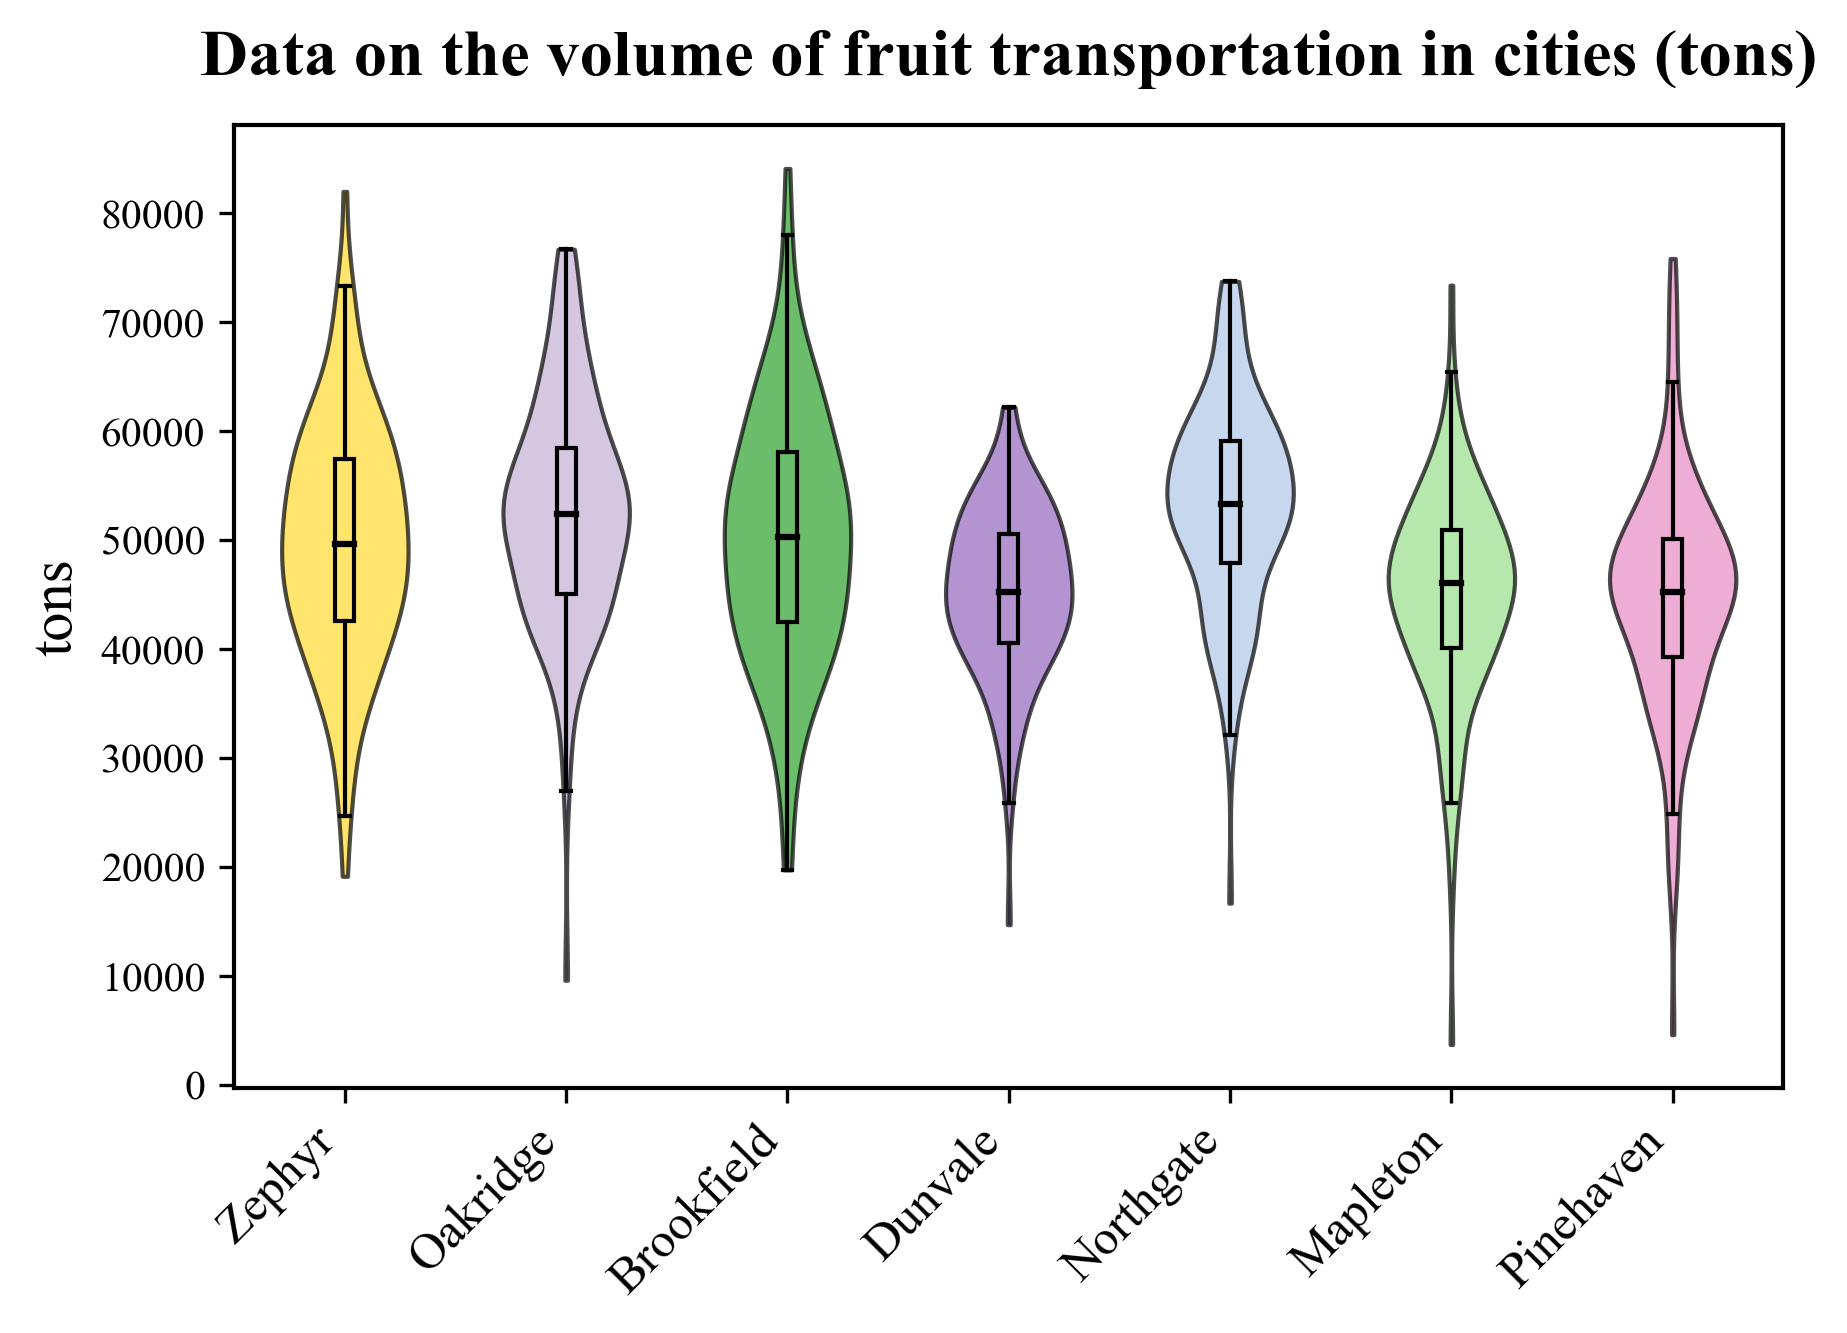 Data on the volume of fruit transportation in cities (tons)
tons
80000
70000
60000
50000
40000
30000
20000
10000
0
Zephyr
Oakridge
Brookfield
Dunvale
Northgate
Mapleton
Pinehaven